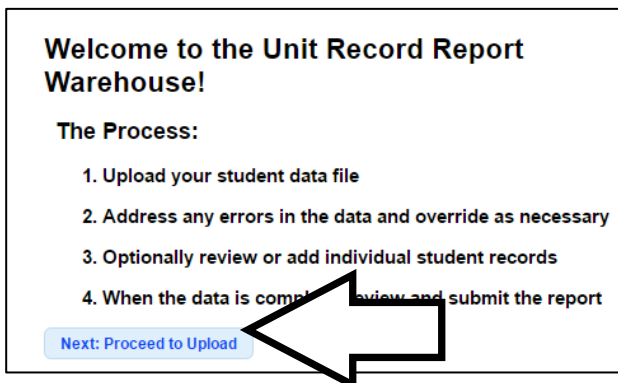 Welcome to the Unit Record Report
Warehouse!
The Process:
1. Upload your student data file
2. Address any errors in the data and override as necessary
3. Optionally review or add individual student records
4. When the data is and submit the report
Next: Proceed to Upload